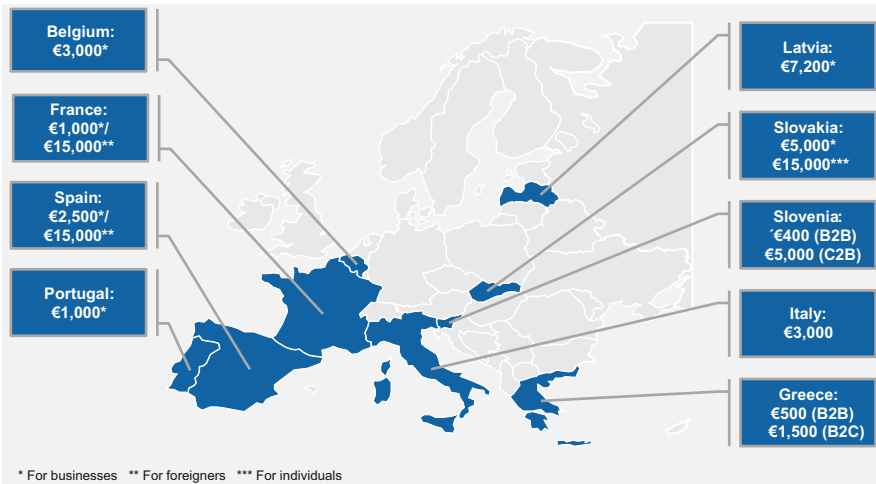 Belgium:
€3,000*
France:
€1,000*/
€15,000**
Spain:
€2,500*/
€15,000**
Portugal:
€1,000*
Latvia:
€7,200*
Slovakia:
€5,000*
€15,000***
Slovenia:
´€400 (B2B)
€5,000 (C2B)
Italy:
€3,000
Greece:
€500 (B2B)
€1,500 (B2C)
* For businesses ** For foreigners *** For individuals